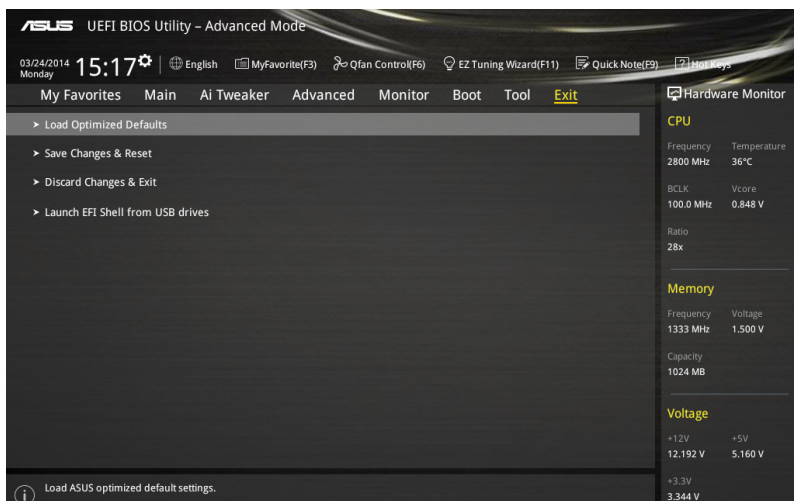 ASUS UEFI BIOS Utility – Advanced Mode
03/24/2014 Monday 15:17 English MyFavorite(F3) Qfan Control(F6) EZ Tuning Wizard(F11) Quick Note(F9) ? Hot Keys
My Favorites Main Ai Tweaker Advanced Monitor Boot Tool Exit
Hardware Monitor
> Load Optimized Defaults
> Save Changes & Reset
> Discard Changes & Exit
> Launch EFI Shell from USB drives
Load ASUS optimized default settings.
CPU
Frequency Temperature
2800 MHz 36°C
BCLK Vcore
100.0 MHz 0.848 V
Ratio
28x
Memory
Frequency Voltage
1333 MHz 1.500 V
Capacity
1024 MB
Voltage
+12V +5V
12.192 V 5.160 V
+3.3V
3.344 V